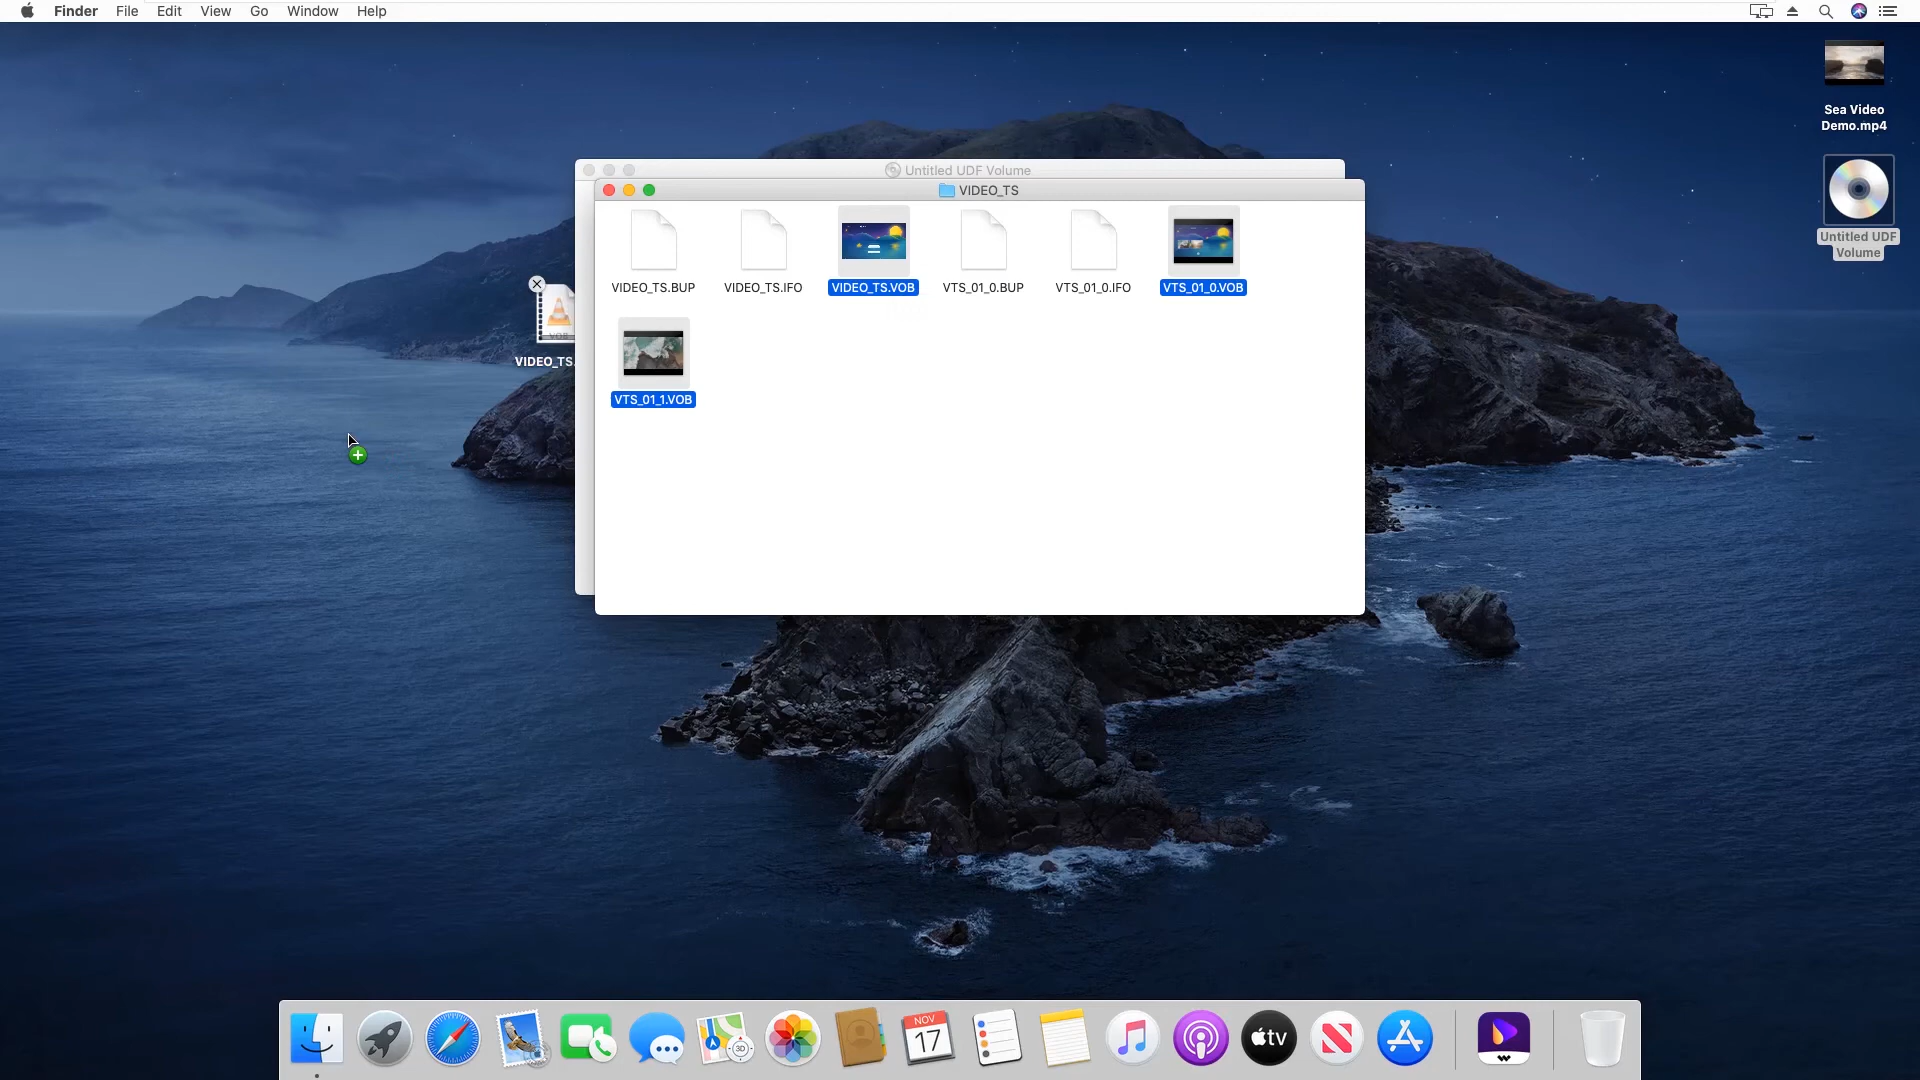 Finder File Edit View Go Window Help
Sea Video
Demo.mp4
Untitled UDF
Volume
Untitled UDF Volume
VIDEO_TS
VIDEO_TS.BUP VIDEO_TS.IFO VIDEO_TS.VOB VTS_01_0.BUP VTS_01_0.IFO VTS_01_0.VOB
VTS_01_1.VOB
VIDEO_TS.
NOV
17
3D
tv